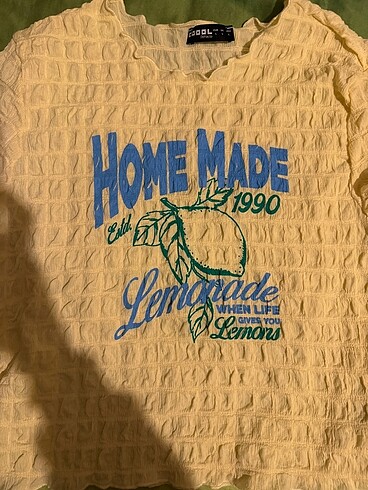 HOME MADE
Estd. 1990
Lemonade
WHEN LIFE
GIVES YOU
Lemons